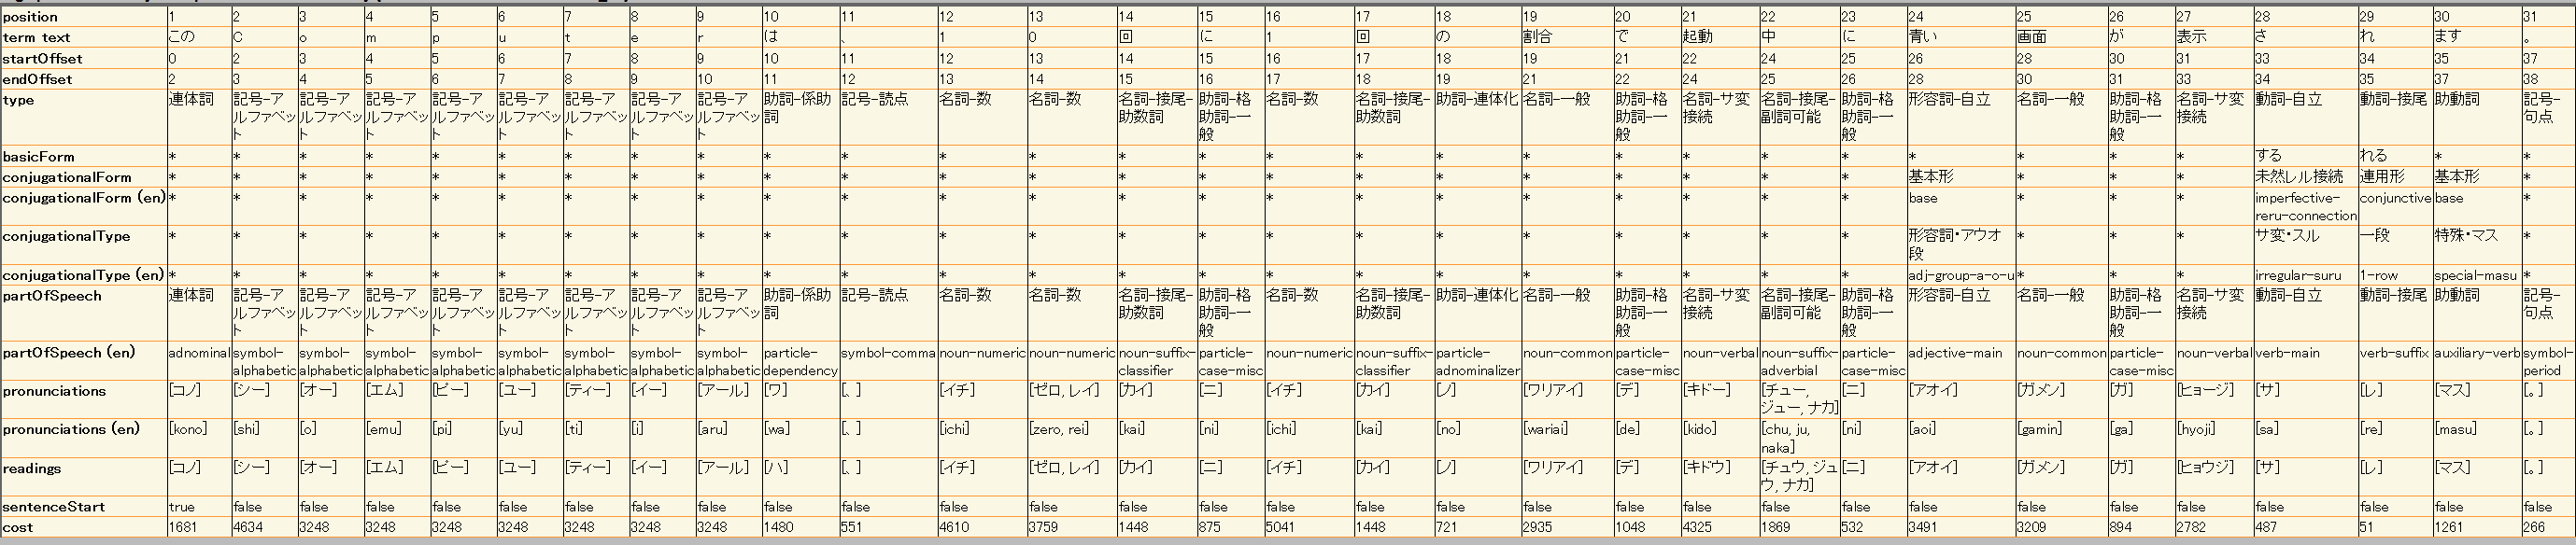 position 1 2 3 4 5 6 7 8 9 10 11 12 13 14 15 16 17 18 19 20 21 22 23 24 25 26 27 28 29 30 31
term text この C o m p u t e r は 、 1 0 回 に 1 回 の 割合 で 起動 中 に 青い 画面 が 表示 さ れ ます 。
startOffset 0 2 3 4 5 6 7 8 9 10 11 12 13 14 15 16 17 18 19 21 22 24 25 26 28 30 31 33 34 35 37
endOffset 2 3 4 5 6 7 8 9 10 11 12 13 14 15 16 17 18 19 21 22 24 25 26 28 30 31 33 34 35 37 38
type 連体詞 記号-アルファベット 記号-アルファベット 記号-アルファベット 記号-アルファベット 記号-アルファベット 記号-アルファベット 記号-アルファベット 記号-アルファベット 助詞-係助詞 記号-読点 名詞-数 名詞-数 名詞-接尾-助数詞 助詞-格助詞-一般 名詞-数 名詞-接尾-助数詞 助詞-連体化 名詞-一般 助詞-格助詞-一般 名詞-サ変接続 名詞-接尾-副詞可能 助詞-格助詞-一般 形容詞-自立 名詞-一般 助詞-格助詞-一般 名詞-サ変接続 動詞-自立 動詞-接尾 助動詞 記号-句点
basicForm * * * * * * * * * * * * * * * * * * * * * * * * * * * する れる * *
conjugationalForm * * * * * * * * * * * * * * * * * * * * * * * 基本形 * * * 未然レル接続 連用形 基本形 *
conjugationalForm (en) * * * * * * * * * * * * * * * * * * * * * * * base * * * imperfective-reru-connection conjunctive base *
conjugationalType * * * * * * * * * * * * * * * * * * * * * * * 形容詞・アウオ段 * * * サ変・スル 一段 特殊・マス *
conjugationalType (en) * * * * * * * * * * * * * * * * * * * * * * * adj-group-a-o-u * * * irregular-suru 1-row special-masu *
partOfSpeech 連体詞 記号-アルファベット 記号-アルファベット 記号-アルファベット 記号-アルファベット 記号-アルファベット 記号-アルファベット 記号-アルファベット 記号-アルファベット 助詞-係助詞 記号-読点 名詞-数 名詞-数 名詞-接尾-助数詞 助詞-格助詞-一般 名詞-数 名詞-接尾-助数詞 助詞-連体化 名詞-一般 助詞-格助詞-一般 名詞-サ変接続 名詞-接尾-副詞可能 助詞-格助詞-一般 形容詞-自立 名詞-一般 助詞-格助詞-一般 名詞-サ変接続 動詞-自立 動詞-接尾 助動詞 記号-句点
partOfSpeech (en) adnominal symbol-alphabetic symbol-alphabetic symbol-alphabetic symbol-alphabetic symbol-alphabetic symbol-alphabetic symbol-alphabetic symbol-alphabetic particle-dependency symbol-comma noun-numeric noun-numeric noun-suffix-classifier particle-case-misc noun-numeric noun-suffix-classifier particle-adnominalizer noun-common particle-case-misc noun-verbal noun-suffix-adverbial particle-case-misc adjective-main noun-common particle-case-misc noun-verbal verb-main verb-suffix auxiliary-verb symbol-period
pronunciations [コノ] [シー] [オー] [エム] [ピー] [ユー] [ティー] [イー] [アール] [ワ] [、] [イチ] [ゼロ, レイ] [カイ] [ニ] [イチ] [カイ] [ノ] [ワリアイ] [デ] [キドー] [チュー, ジュー, ナカ] [ニ] [アオイ] [ガメン] [ガ] [ヒョージ] [サ] [レ] [マス] [。]
pronunciations (en) [kono] [shi] [o] [emu] [pi] [yu] [ti] [i] [aru] [wa] [、] [ichi] [zero, rei] [kai] [ni] [ichi] [kai] [no] [wariai] [de] [kido] [chu, ju, naka] [ni] [aoi] [gamin] [ga] [hyoji] [sa] [re] [masu] [。]
readings [コノ] [シー] [オー] [エム] [ピー] [ユー] [ティー] [イー] [アール] [ハ] [、] [イチ] [ゼロ, レイ] [カイ] [ニ] [イチ] [カイ] [ノ] [ワリアイ] [デ] [キドウ] [チュウ, ジュウ, ナカ] [ニ] [アオイ] [ガメン] [ガ] [ヒョウジ] [サ] [レ] [マス] [。]
sentenceStart true false false false false false false false false false false false false false false false false false false false false false false false false false false false false false false
cost 1681 4634 3248 3248 3248 3248 3248 3248 3248 1480 551 4610 3759 1448 875 5041 1448 721 2935 1048 4325 1869 532 3491 3209 894 2782 487 51 1261 266